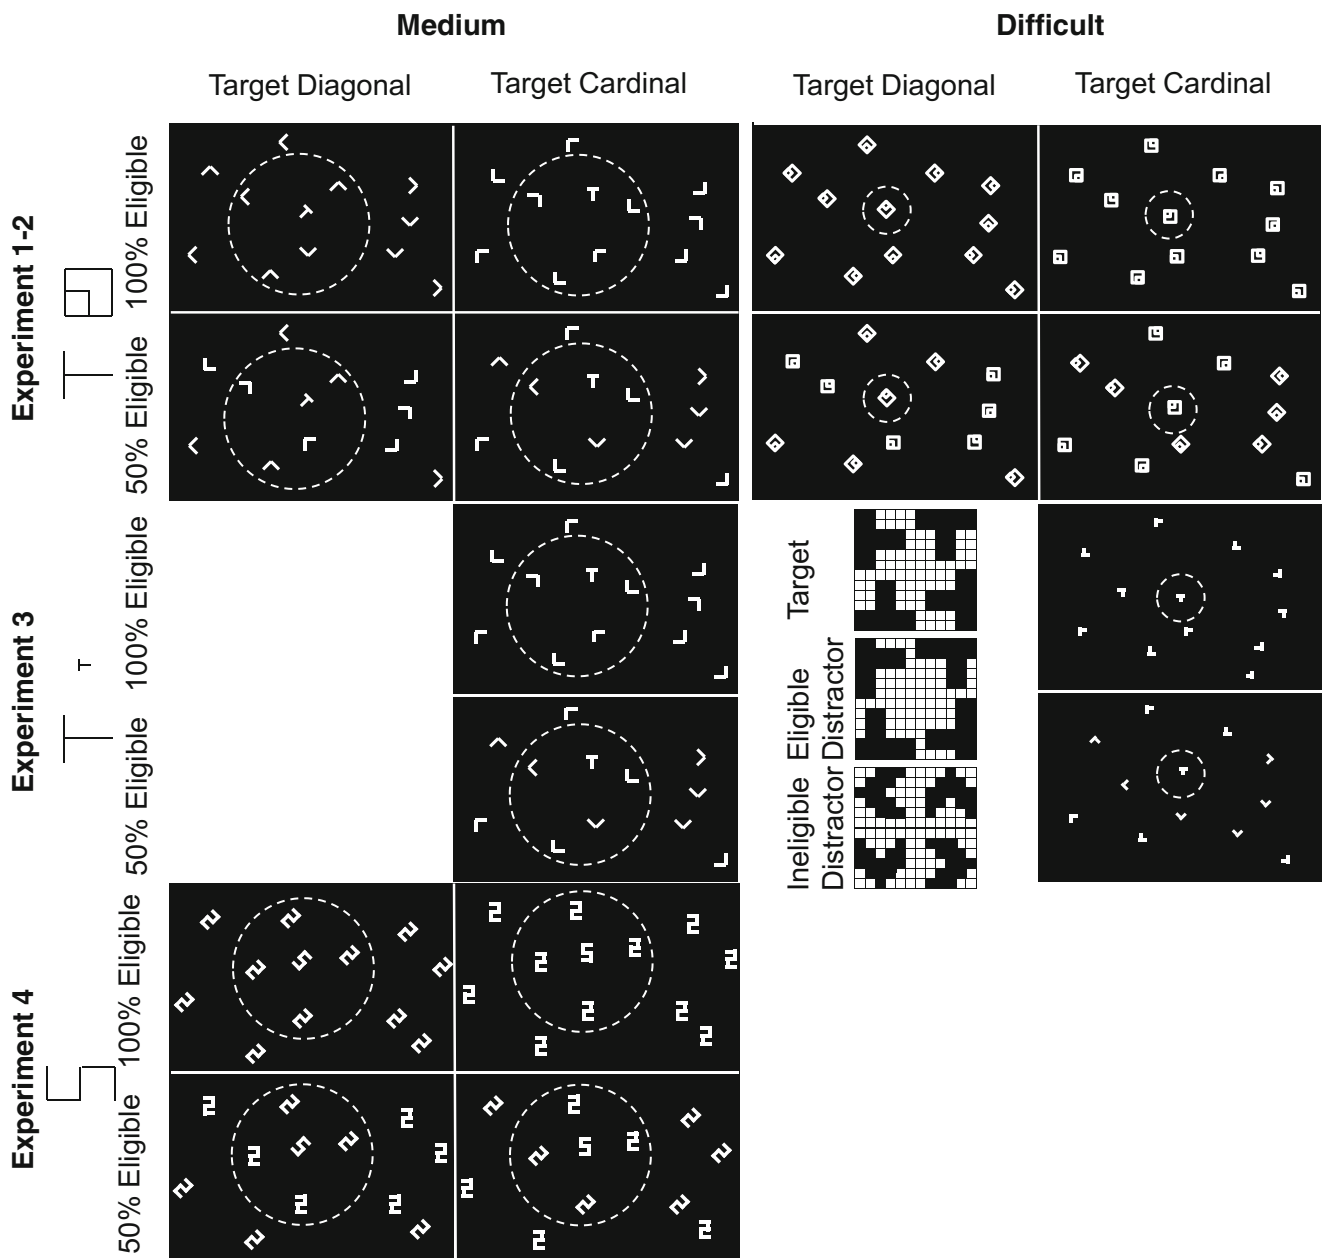 Medium
Difficult
Target Diagonal
Target Cardinal
Target Diagonal
Target Cardinal
Experiment 1-2
100% Eligible
50% Eligible
Experiment 3
100% Eligible
50% Eligible
Target
Eligible
Distractor
Ineligible
Distractor
Experiment 4
100% Eligible
50% Eligible